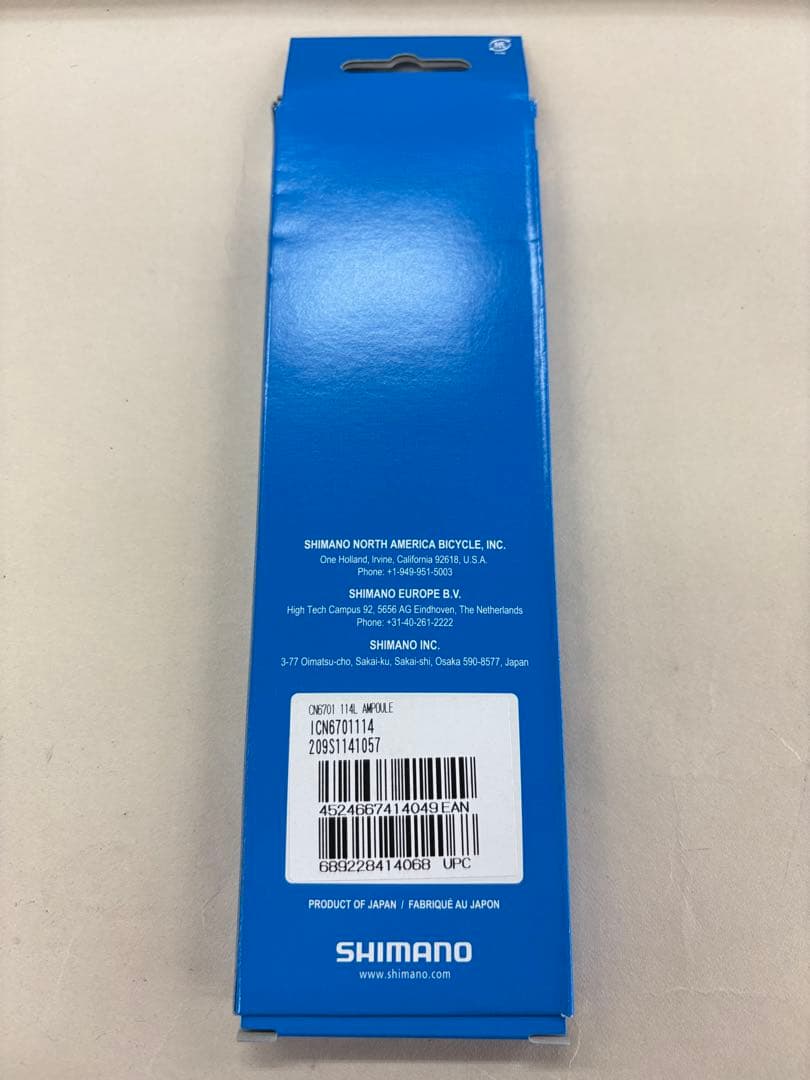 SHIMANO NORTH AMERICA BICYCLE, INC.
One Holland, Irvine, California 92618, U.S.A.
Phone: +1-949-951-5003
SHIMANO EUROPE B.V.
High Tech Campus 92, 5656 AG Eindhoven, The Netherlands
Phone: +31-40-261-2222
SHIMANO INC.
3-77 Oimatsu-cho, Sakai-ku, Sakai-shi, Osaka 590-8577, Japan
CN6701 114L AMPOULE
ICN6701114
209S1141057
4524667414049 EAN
689228414068 UPC
PRODUCT OF JAPAN / FABRIQUÉ AU JAPON
SHIMANO
www.shimano.com